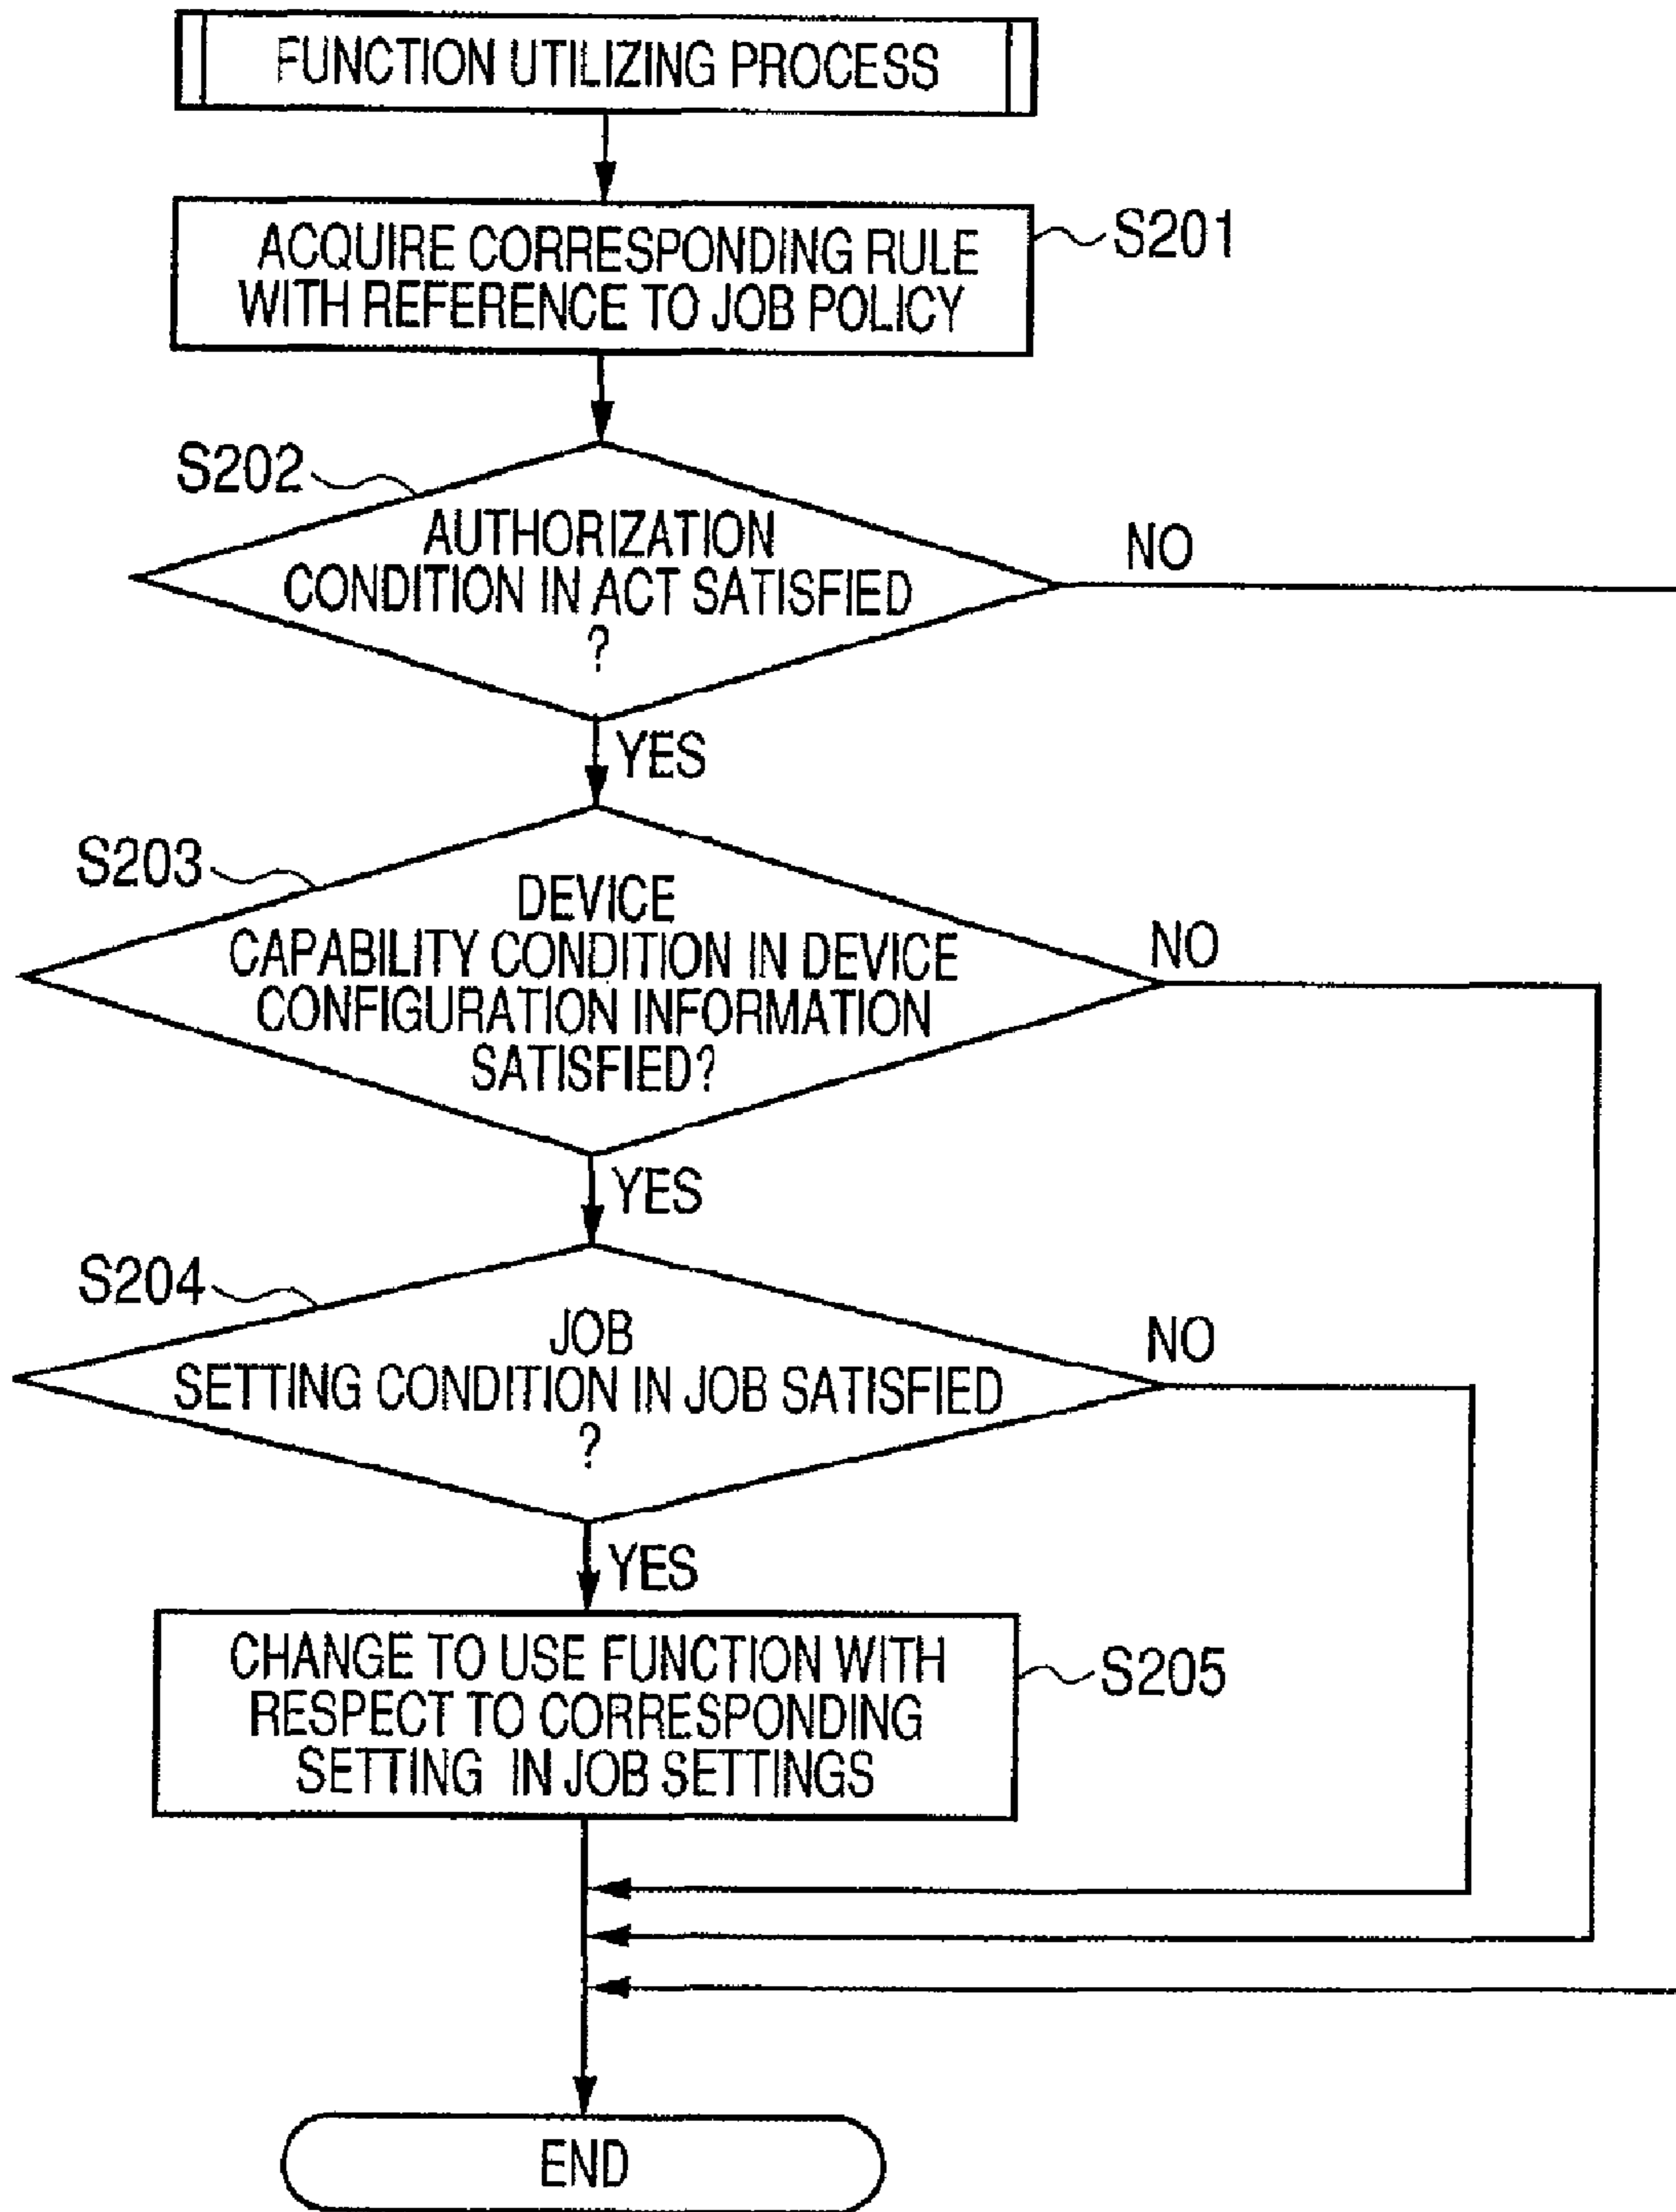 FUNCTION UTILIZING PROCESS
ACQUIRE CORRESPONDING RULE
WITH REFERENCE TO JOB POLICY
S201
S202
AUTHORIZATION
CONDITION IN ACT SATISFIED
?
NO
YES
S203
DEVICE
CAPABILITY CONDITION IN DEVICE
CONFIGURATION INFORMATION
SATISFIED?
NO
YES
S204
JOB
SETTING CONDITION IN JOB SATISFIED
?
NO
YES
CHANGE TO USE FUNCTION WITH
RESPECT TO CORRESPONDING
SETTING IN JOB SETTINGS
S205
END